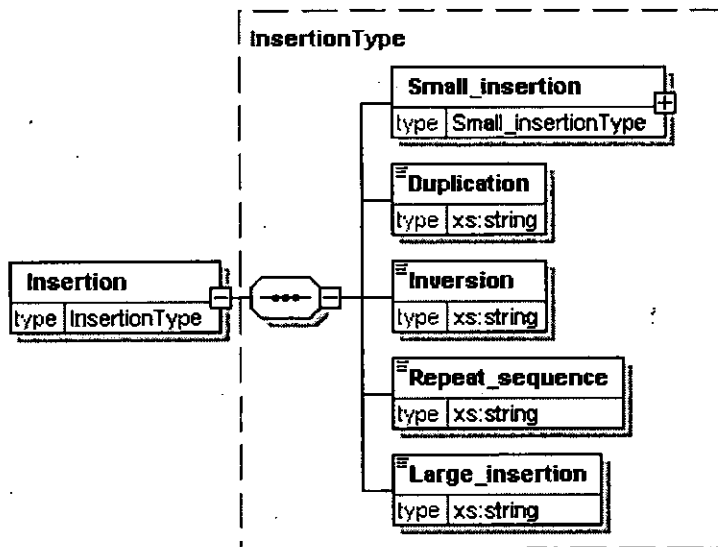 InsertionType
Small_insertion
type Small_insertionType
Duplication
type xs:string
Insertion
type InsertionType
Inversion
type xs:string
Repeat_sequence
type xs:string
Large_insertion
type xs:string